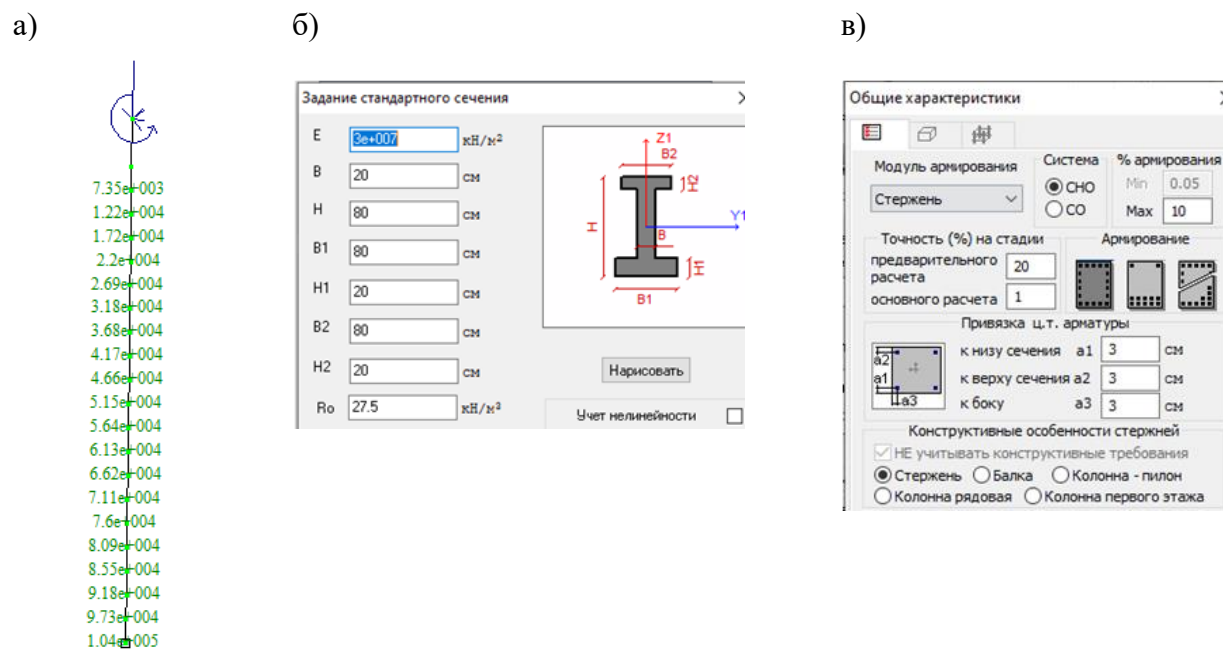 а)
б)
в)
7.35e+003
1.22e+004
1.72e+004
2.2e+004
2.69e+004
3.18e+004
3.68e+004
4.17e+004
4.66e+004
5.15e+004
5.64e+004
6.13e+004
6.62e+004
7.11e+004
7.6e+004
8.09e+004
8.55e+004
9.18e+004
9.73e+004
1.04e+005
Задание стандартного сечения
E 3e+007 кН/м²
B 20 см
H 80 см
B1 80 см
H1 20 см
B2 80 см
H2 20 см
Ro 27.5 кН/м³
Z1
B2
H2
Y1
H
B
H1
B1
Нарисовать
Учет нелинейности
Общие характеристики
Модуль армирования
Стержень
Система
СНО
СО
% армирования
Min 0.05
Max 10
Точность (%) на стадии
предварительного расчета 20
основного расчета 1
Армирование
Привязка ц.т. арматуры
a2
a1
a3
к низу сечения a1 3 см
к верху сечения a2 3 см
к боку a3 3 см
Конструктивные особенности стержней
НЕ учитывать конструктивные требования
Стержень Балка Колонна - пилон
Колонна рядовая Колонна первого этажа